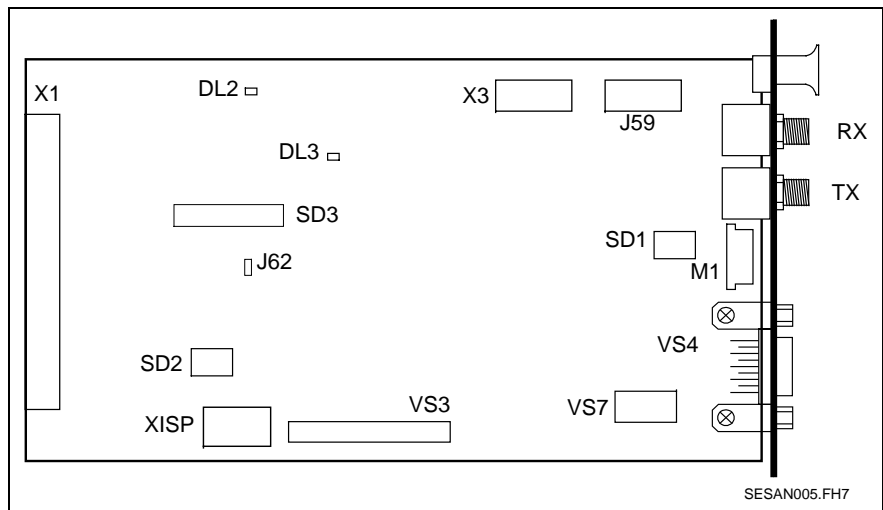 X1
DL2
X3
J59
RX
DL3
TX
SD3
SD1
J62
M1
VS4
SD2
VS3
VS7
XISP
SESAN005.FH7